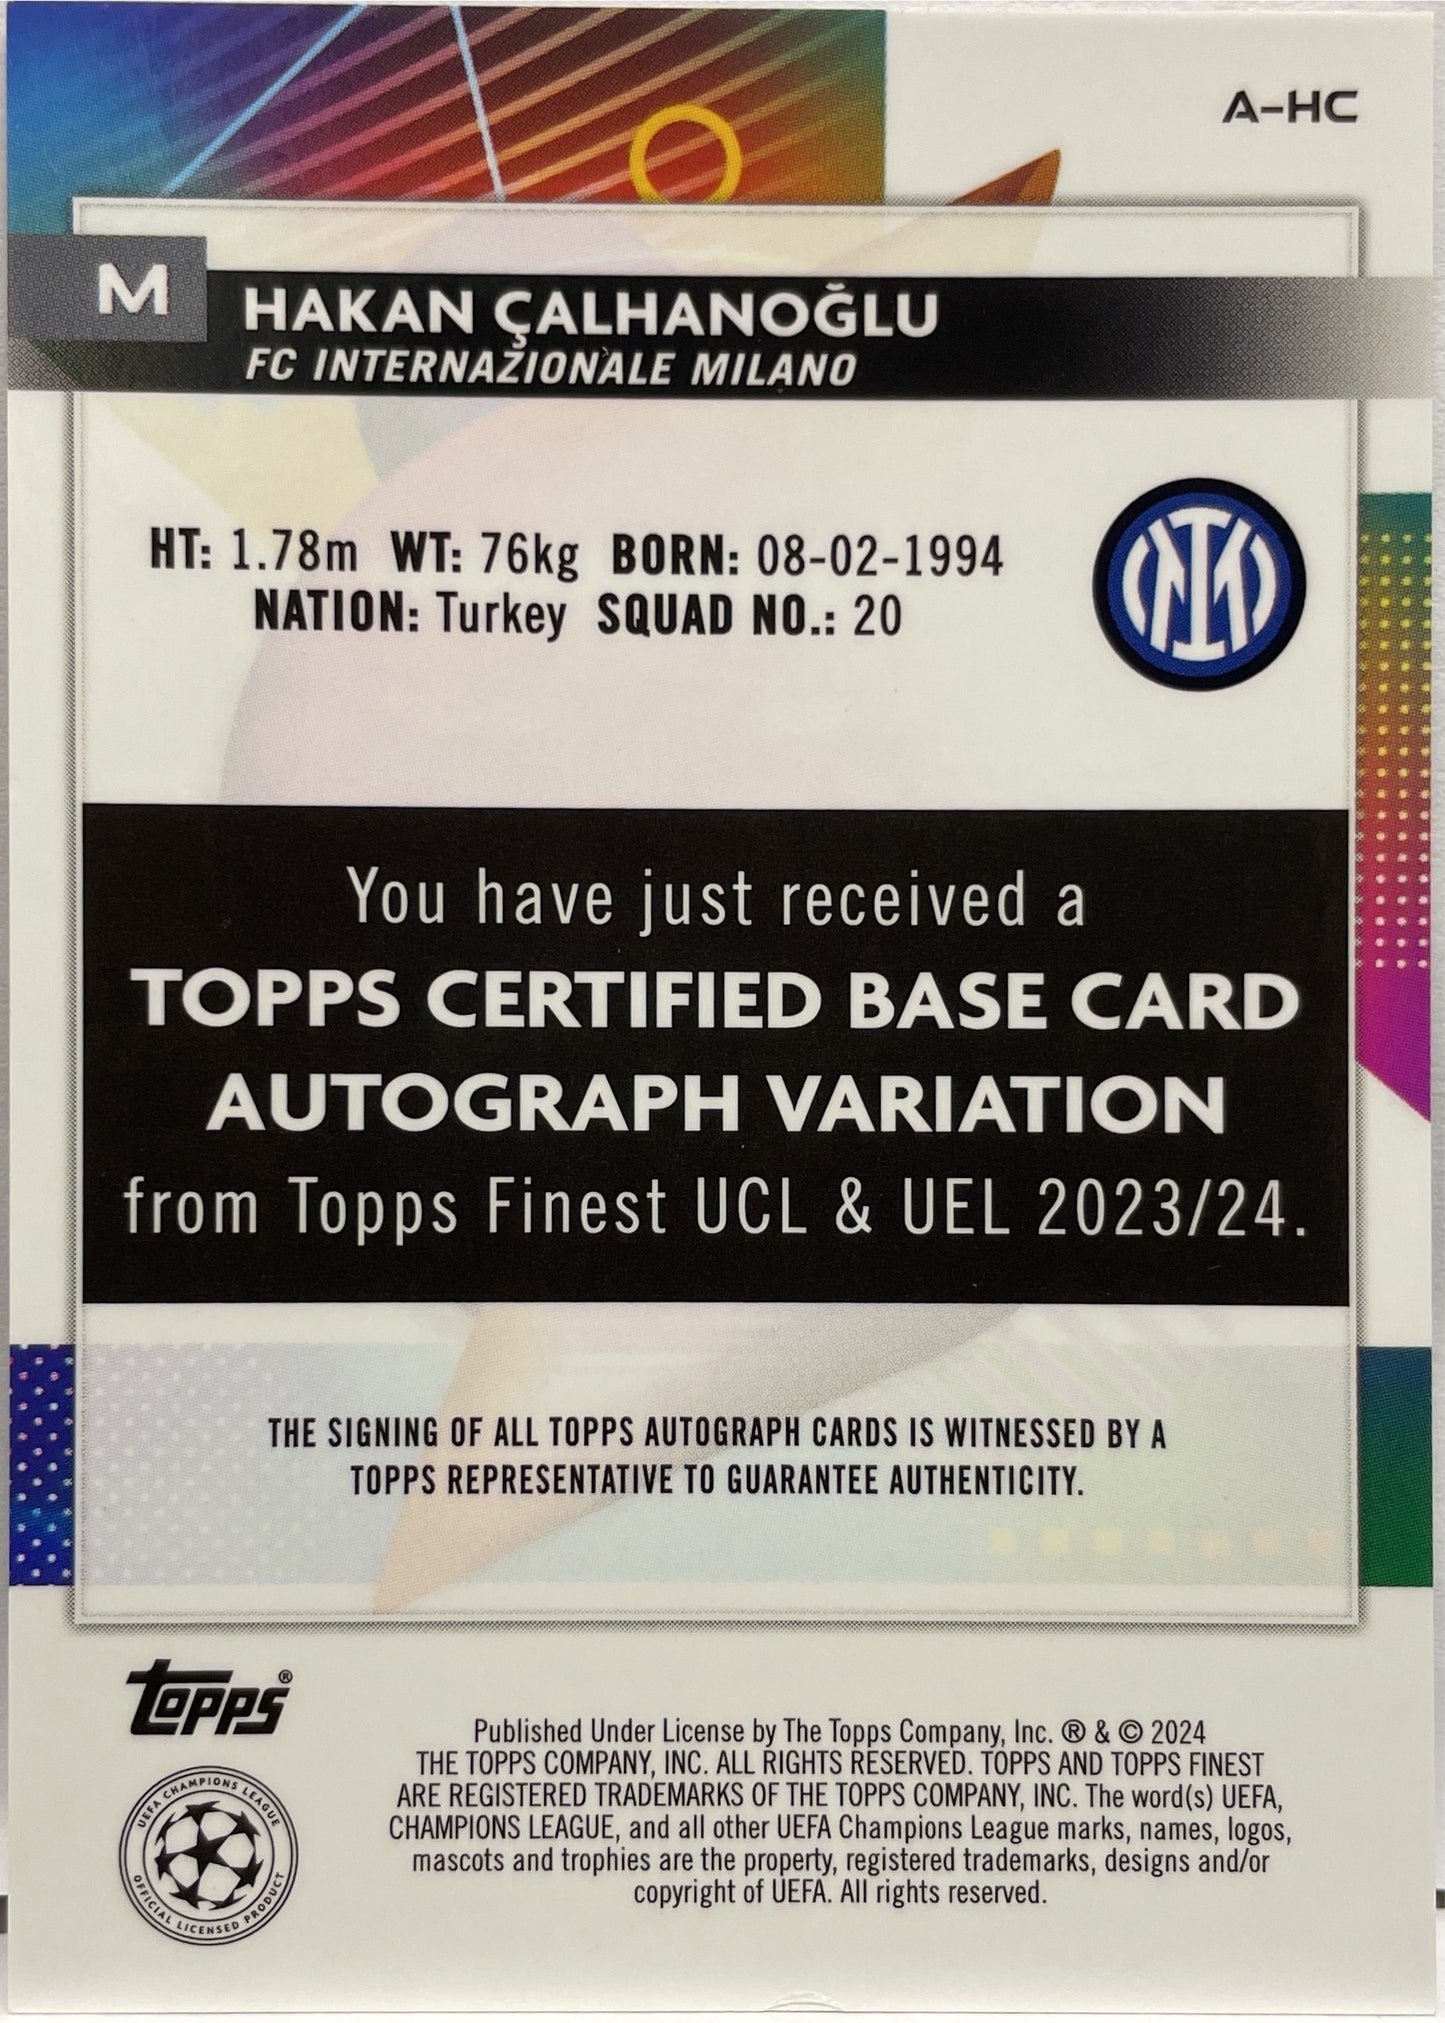 A-HC
M
HAKAN ÇALHANOĞLU
FC INTERNAZIONALE MILANO
HT: 1.78m WT: 76kg BORN: 08-02-1994
NATION: Turkey SQUAD NO.: 20
You have just received a
TOPPS CERTIFIED BASE CARD
AUTOGRAPH VARIATION
from Topps Finest UCL & UEL 2023/24.
THE SIGNING OF ALL TOPPS AUTOGRAPH CARDS IS WITNESSED BY A
TOPPS REPRESENTATIVE TO GUARANTEE AUTHENTICITY.
topps®
UEFA CHAMPIONS LEAGUE
OFFICIAL LICENSED PRODUCT
Published Under License by The Topps Company, Inc. ® & © 2024
THE TOPPS COMPANY, INC. ALL RIGHTS RESERVED. TOPPS AND TOPPS FINEST
ARE REGISTERED TRADEMARKS OF THE TOPPS COMPANY, INC. The word(s) UEFA,
CHAMPIONS LEAGUE, and all other UEFA Champions League marks, names, logos,
mascots and trophies are the property, registered trademarks, designs and/or
copyright of UEFA. All rights reserved.